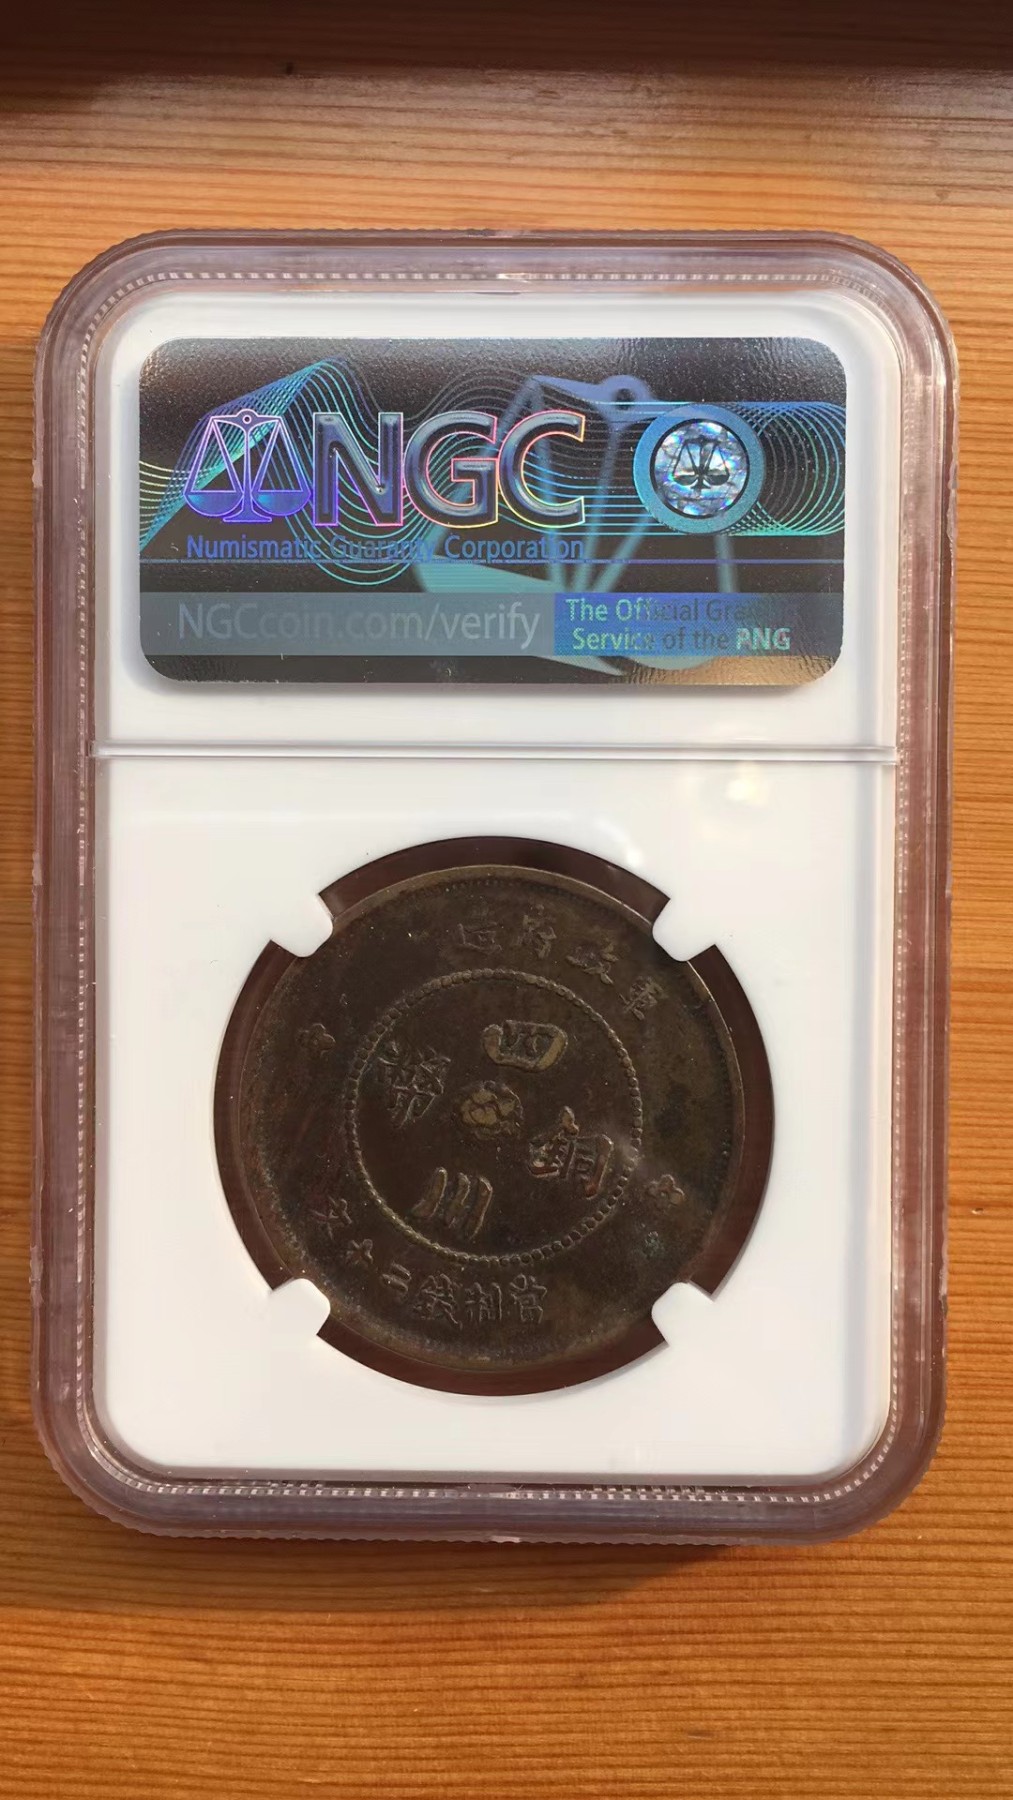 NGC
Numismatic Guaranty Corporation
NGCcoin.com/verify
The Official Grading
Service of the PNG
軍政府造
四川
銅幣
當制錢二十文